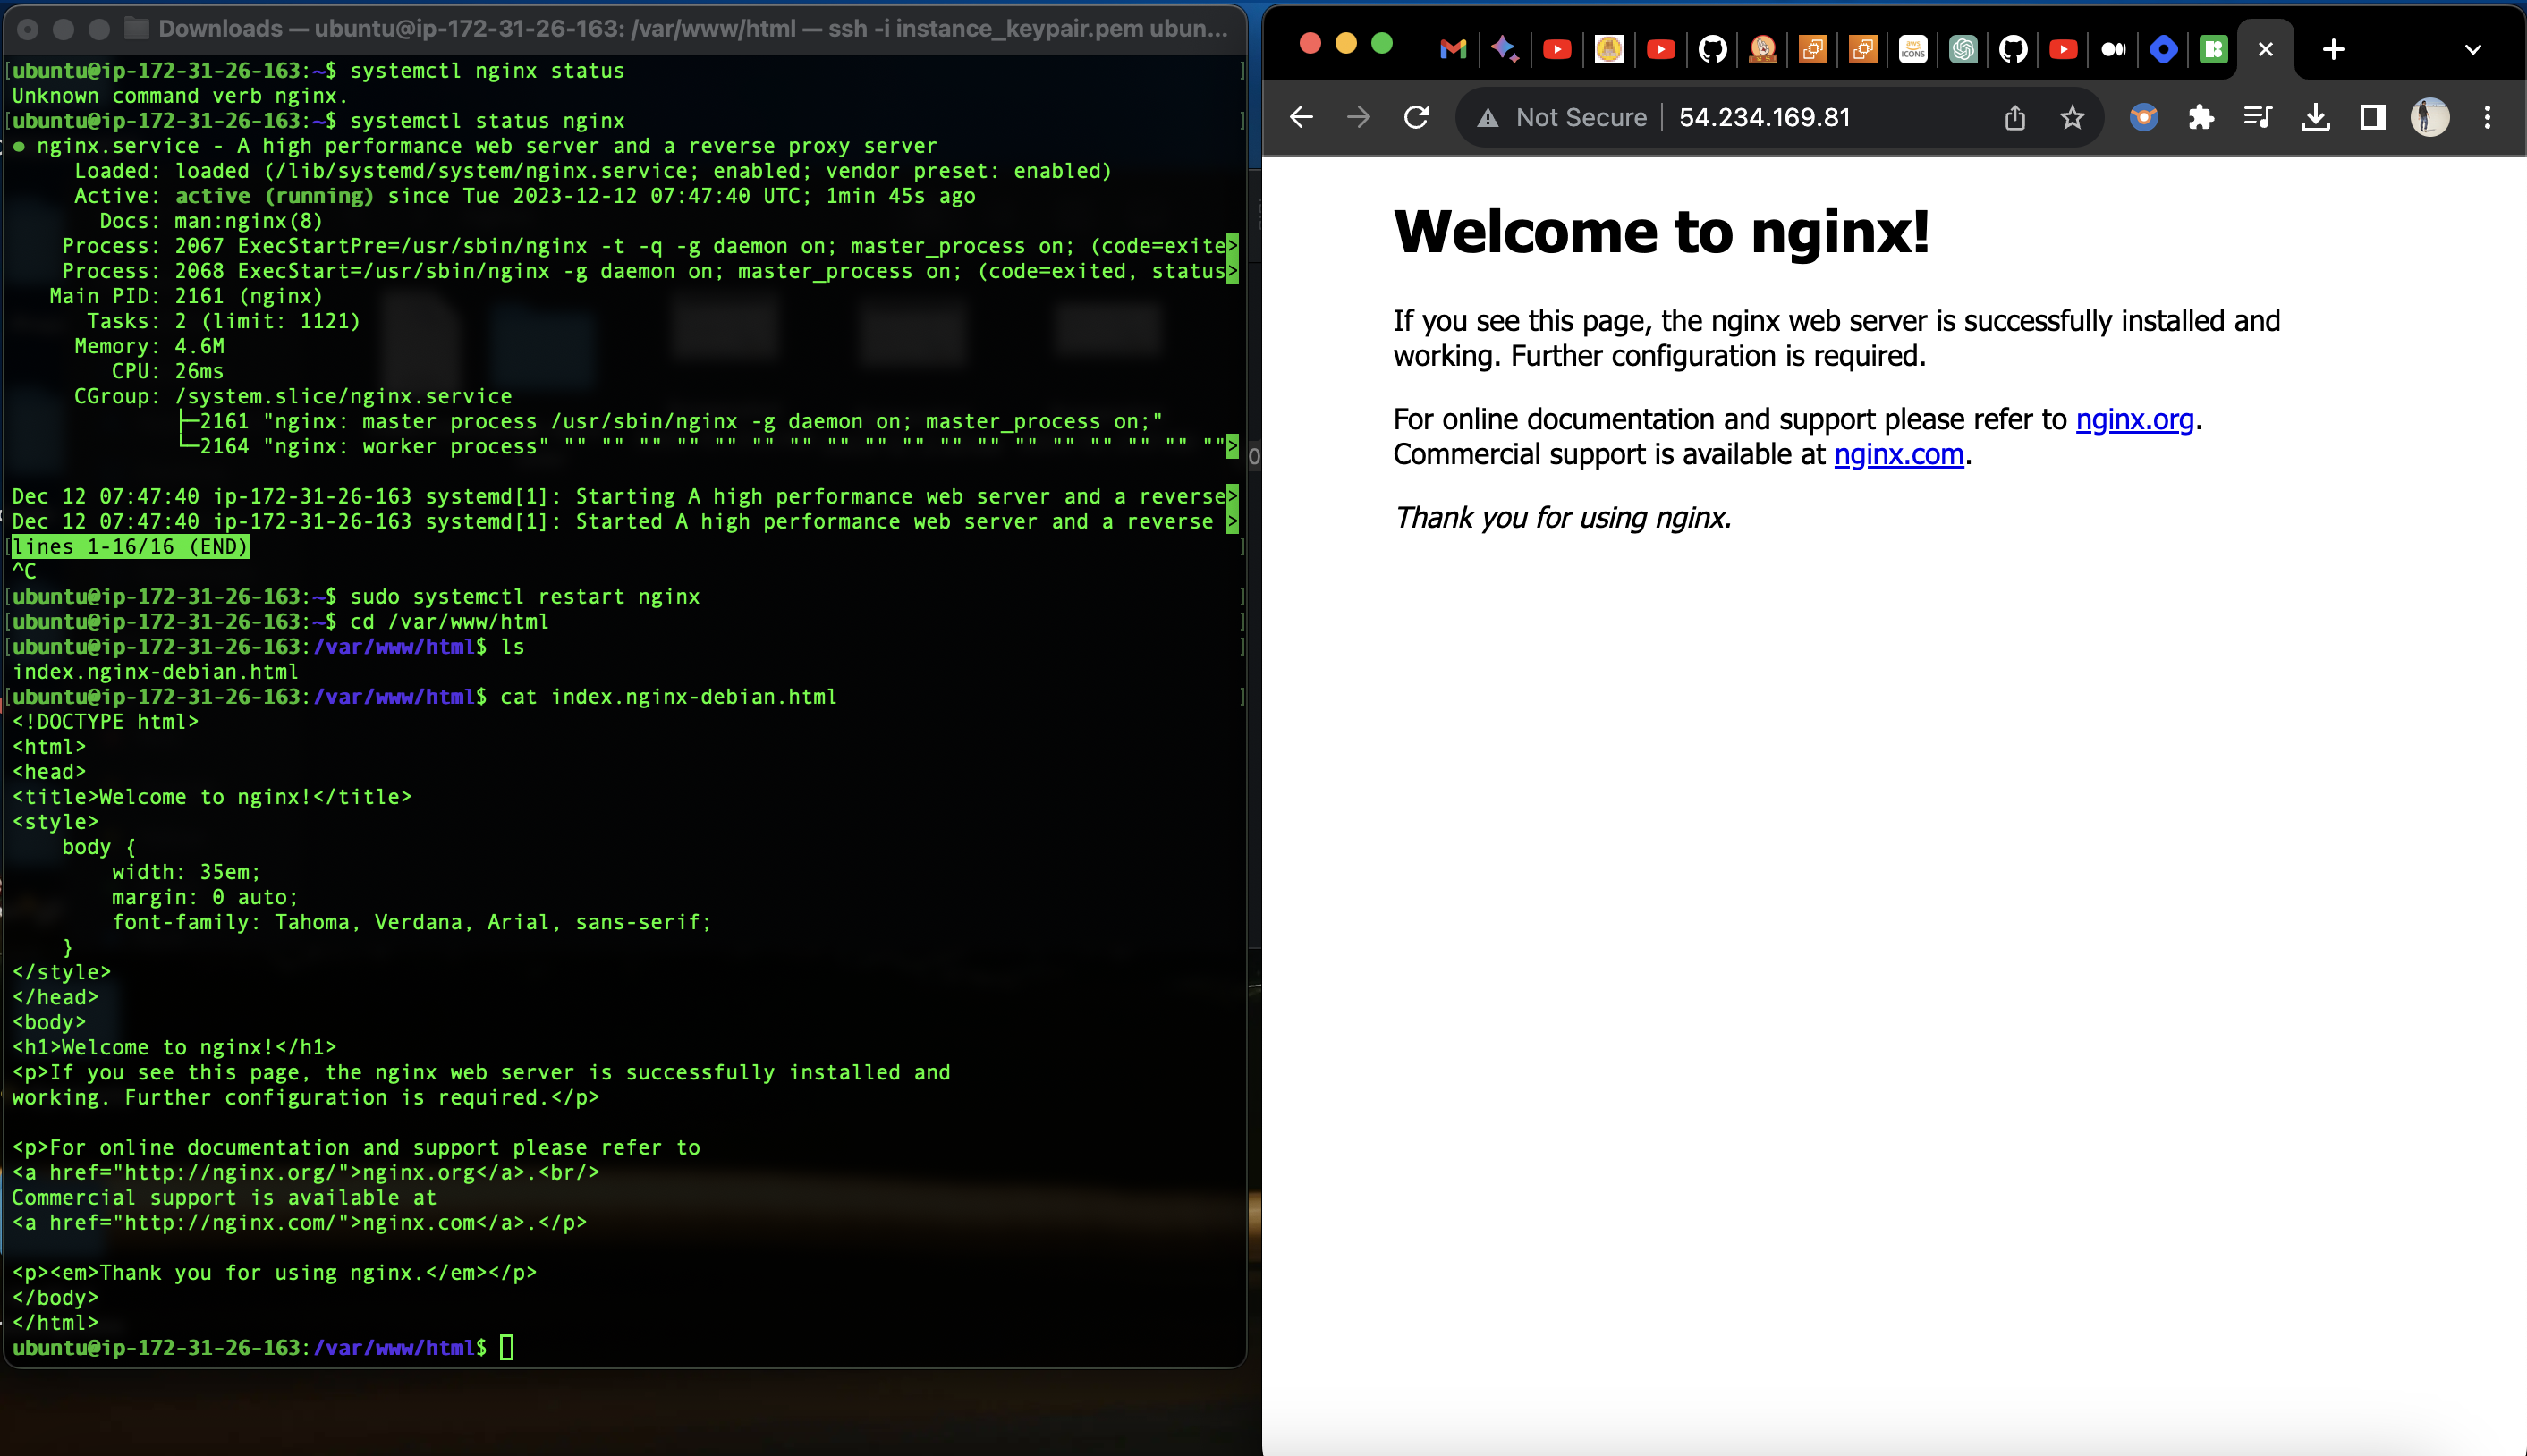 Downloads — ubuntu@ip-172-31-26-163: /var/www/html — ssh -i instance_keypair.pem ubun...
[ubuntu@ip-172-31-26-163:~$ systemctl nginx status ]
Unknown command verb nginx.
[ubuntu@ip-172-31-26-163:~$ systemctl status nginx ]
● nginx.service - A high performance web server and a reverse proxy server
Loaded: loaded (/lib/systemd/system/nginx.service; enabled; vendor preset: enabled)
Active: active (running) since Tue 2023-12-12 07:47:40 UTC; 1min 45s ago
Docs: man:nginx(8)
Process: 2067 ExecStartPre=/usr/sbin/nginx -t -q -g daemon on; master_process on; (code=exite>
Process: 2068 ExecStart=/usr/sbin/nginx -g daemon on; master_process on; (code=exited, status>
Main PID: 2161 (nginx)
Tasks: 2 (limit: 1121)
Memory: 4.6M
CPU: 26ms
CGroup: /system.slice/nginx.service
├─2161 "nginx: master process /usr/sbin/nginx -g daemon on; master_process on;"
└─2164 "nginx: worker process" "" "" "" "" "" "" "" "" "" "" "" "" "" "" "" "" "" "">
Dec 12 07:47:40 ip-172-31-26-163 systemd[1]: Starting A high performance web server and a reverse>
Dec 12 07:47:40 ip-172-31-26-163 systemd[1]: Started A high performance web server and a reverse >
[lines 1-16/16 (END) ]
^C
[ubuntu@ip-172-31-26-163:~$ sudo systemctl restart nginx ]
[ubuntu@ip-172-31-26-163:~$ cd /var/www/html ]
[ubuntu@ip-172-31-26-163:/var/www/html$ ls ]
index.nginx-debian.html
[ubuntu@ip-172-31-26-163:/var/www/html$ cat index.nginx-debian.html ]
<!DOCTYPE html>
<html>
<head>
<title>Welcome to nginx!</title>
<style>
body {
width: 35em;
margin: 0 auto;
font-family: Tahoma, Verdana, Arial, sans-serif;
}
</style>
</head>
<body>
<h1>Welcome to nginx!</h1>
<p>If you see this page, the nginx web server is successfully installed and
working. Further configuration is required.</p>
<p>For online documentation and support please refer to
<a href="http://nginx.org/">nginx.org</a>.<br/>
Commercial support is available at
<a href="http://nginx.com/">nginx.com</a>.</p>
<p><em>Thank you for using nginx.</em></p>
</body>
</html>
ubuntu@ip-172-31-26-163:/var/www/html$
aws
ICONS
Not Secure | 54.234.169.81
Welcome to nginx!
If you see this page, the nginx web server is successfully installed and
working. Further configuration is required.
For online documentation and support please refer to nginx.org.
Commercial support is available at nginx.com.
Thank you for using nginx.